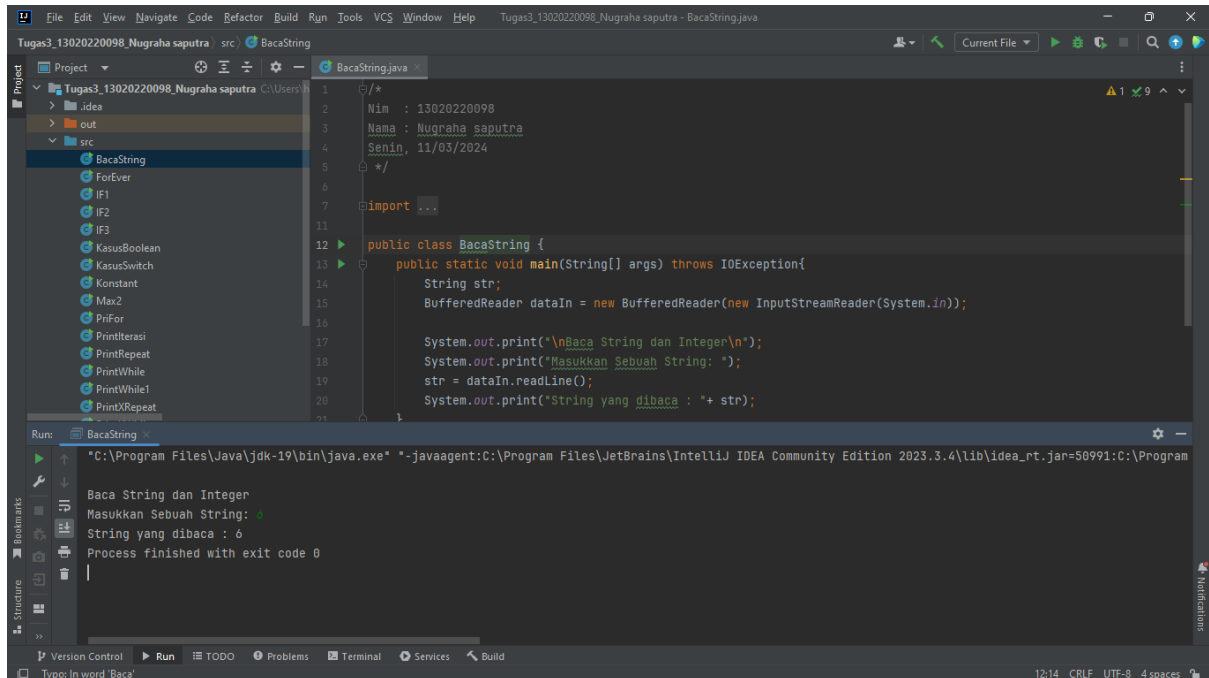 File Edit View Navigate Code Refactor Build Run Tools VCS Window Help Tugas3_13020220098_Nugraha saputra - BacaString.java
Tugas3_13020220098_Nugraha saputra src BacaString Current File
Project BacaString.java
Project
Tugas3_13020220098_Nugraha saputra C:\Users\h
.idea
out
src
BacaString
ForEver
IF1
IF2
IF3
KasusBoolean
KasusSwitch
Konstant
Max2
PriFor
PrintIterasi
PrintRepeat
PrintWhile
PrintWhile1
PrintXRepeat
1 /*
2 Nim : 13020220098
3 Nama : Nugraha saputra
4 Senin, 11/03/2024
5 */
6
7 import ...
11
12 public class BacaString {
13 public static void main(String[] args) throws IOException{
14 String str;
15 BufferedReader dataIn = new BufferedReader(new InputStreamReader(System.in));
16
17 System.out.print("\nBaca String dan Integer\n");
18 System.out.print("Masukkan Sebuah String: ");
19 str = dataIn.readLine();
20 System.out.print("String yang dibaca : "+ str);
21 }
1 9
Run: BacaString
"C:\Program Files\Java\jdk-19\bin\java.exe" "-javaagent:C:\Program Files\JetBrains\IntelliJ IDEA Community Edition 2023.3.4\lib\idea_rt.jar=50991:C:\Program
Baca String dan Integer
Masukkan Sebuah String: 6
String yang dibaca : 6
Process finished with exit code 0
Bookmarks
Structure
Notifications
Version Control Run TODO Problems Terminal Services Build
Typo: In word 'Baca' 12:14 CRLF UTF-8 4 spaces